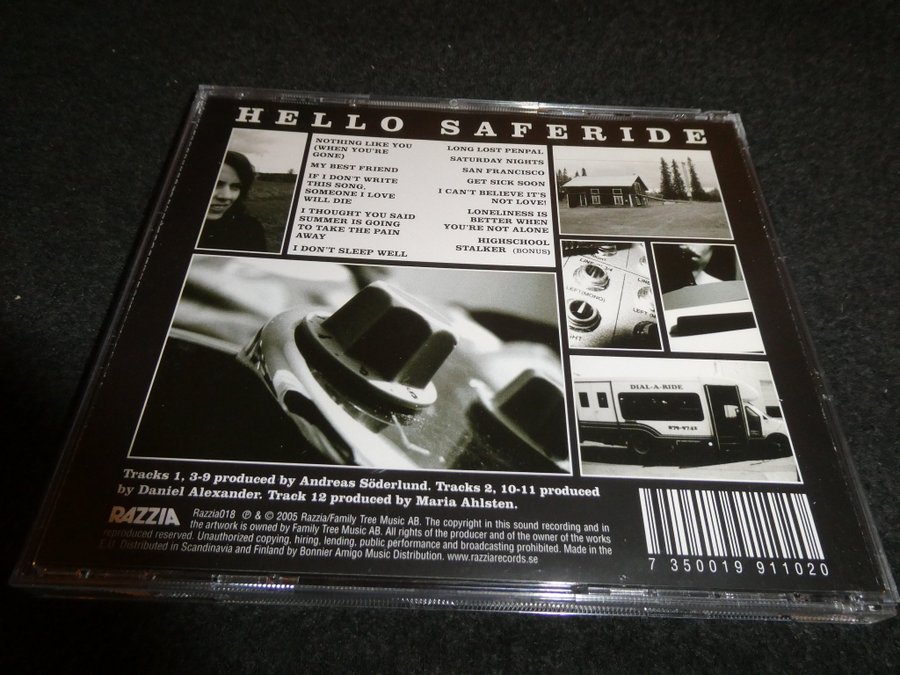 HELLO SAFERIDE
NOTHING LIKE YOU
(WHEN YOU'RE
GONE)
MY BEST FRIEND
IF I DON'T WRITE
THIS SONG,
SOMEONE I LOVE
WILL DIE
I THOUGHT YOU SAID
SUMMER IS GOING
TO TAKE THE PAIN
AWAY
I DON'T SLEEP WELL
LONG LOST PENPAL
SATURDAY NIGHTS
SAN FRANCISCO
GET SICK SOON
I CAN'T BELIEVE IT'S
NOT LOVE!
LONELINESS IS
BETTER WHEN
YOU'RE NOT ALONE
HIGHSCHOOL
STALKER (BONUS)
LEFT(MONO)
DIAL-A-RIDE
5
Tracks 1, 3-9 produced by Andreas Söderlund. Tracks 2, 10-11 produced
by Daniel Alexander. Track 12 produced by Maria Ahlsten.
RAZZIA
Razzia018 ℗ & © 2005 Razzia/Family Tree Music AB. The copyright in this sound recording and in
the artwork is owned by Family Tree Music AB. All rights of the producer and of the owner of the works
reproduced reserved. Unauthorized copying, hiring, lending, public performance and broadcasting prohibited. Made in the
E.U. Distributed in Scandinavia and Finland by Bonnier Amigo Music Distribution. www.razziarecords.se
7 350019 911020